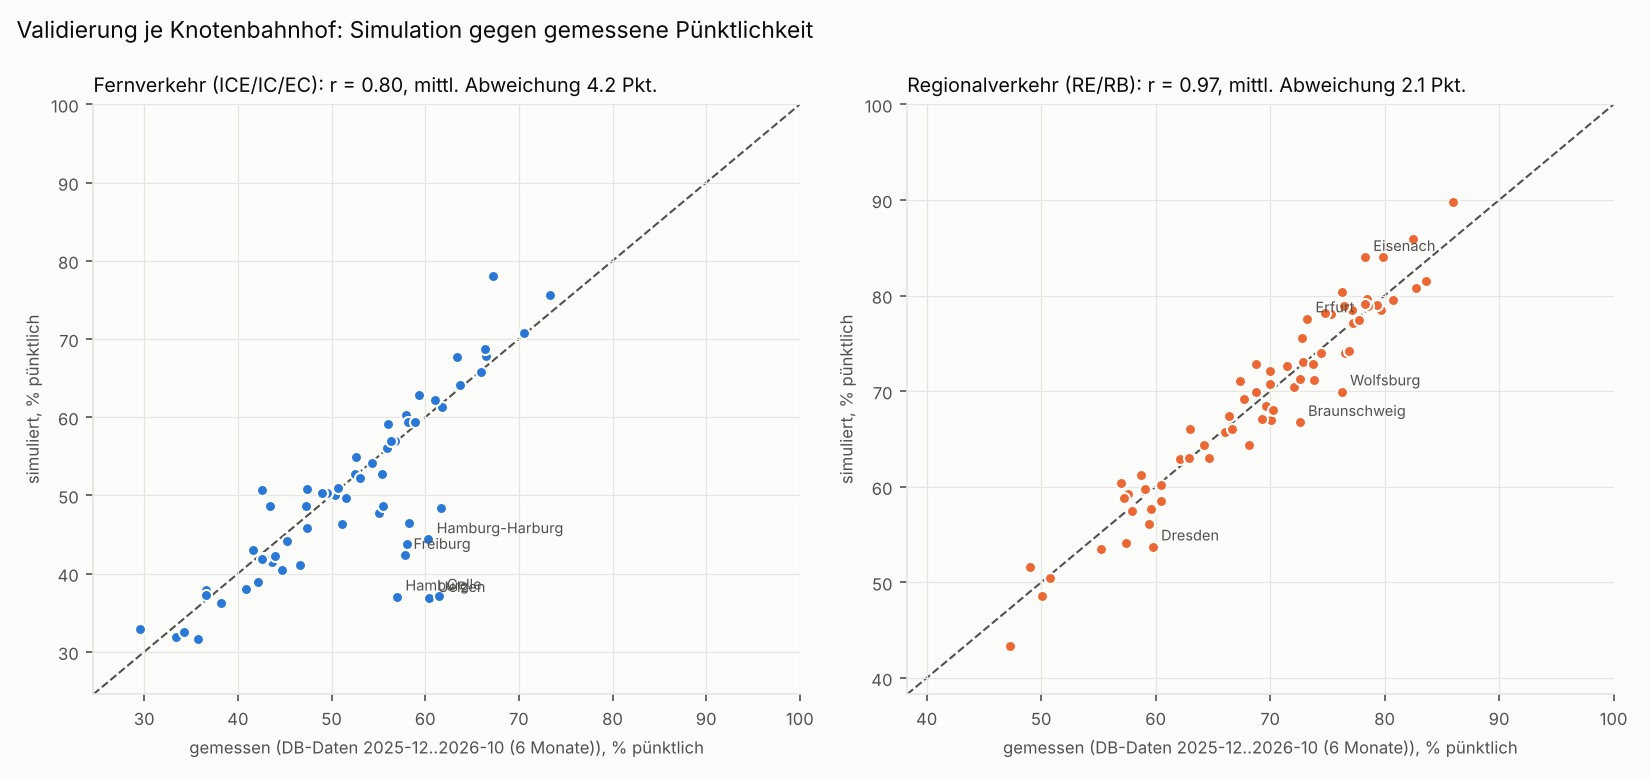 Validierung je Knotenbahnhof: Simulation gegen gemessene Pünktlichkeit
Fernverkehr (ICE/IC/EC): r = 0.80, mittl. Abweichung 4.2 Pkt.
100
90
80
70
60
50
40
30
simuliert, % pünktlich
Hamburg-Harburg
Freiburg
Hamburg
Celle
Uelzen
30 40 50 60 70 80 90 100
gemessen (DB-Daten 2025-12..2026-10 (6 Monate)), % pünktlich
Regionalverkehr (RE/RB): r = 0.97, mittl. Abweichung 2.1 Pkt.
100
90
80
70
60
50
40
simuliert, % pünktlich
Eisenach
Erfurt
Wolfsburg
Braunschweig
Dresden
40 50 60 70 80 90 100
gemessen (DB-Daten 2025-12..2026-10 (6 Monate)), % pünktlich